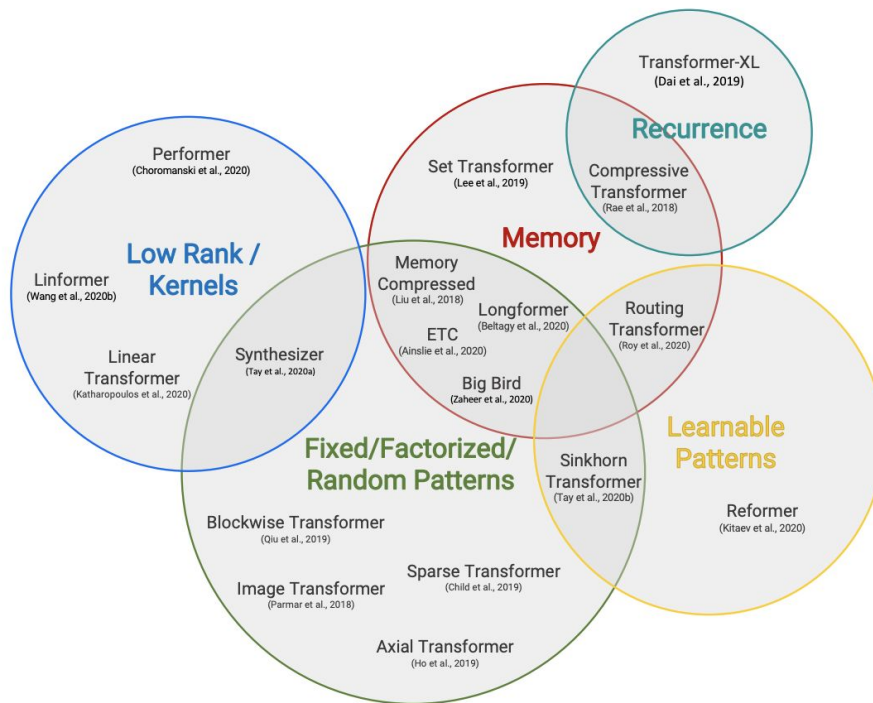 Transformer-XL
(Dai et al., 2019)
Recurrence
Performer
(Choromanski et al., 2020)
Set Transformer
(Lee et al., 2019)
Compressive
Transformer
(Rae et al., 2018)
Memory
Low Rank /
Kernels
Linformer
(Wang et al., 2020b)
Memory
Compressed
(Liu et al., 2018)
Longformer
(Beltagy et al., 2020)
Routing
Transformer
(Roy et al., 2020)
ETC
(Ainslie et al., 2020)
Linear
Transformer
(Katharopoulos et al., 2020)
Synthesizer
(Tay et al., 2020a)
Big Bird
(Zaheer et al., 2020)
Fixed/Factorized/
Random Patterns
Learnable
Patterns
Sinkhorn
Transformer
(Tay et al., 2020b)
Reformer
(Kitaev et al., 2020)
Blockwise Transformer
(Qiu et al., 2019)
Sparse Transformer
(Child et al., 2019)
Image Transformer
(Parmar et al., 2018)
Axial Transformer
(Ho et al., 2019)